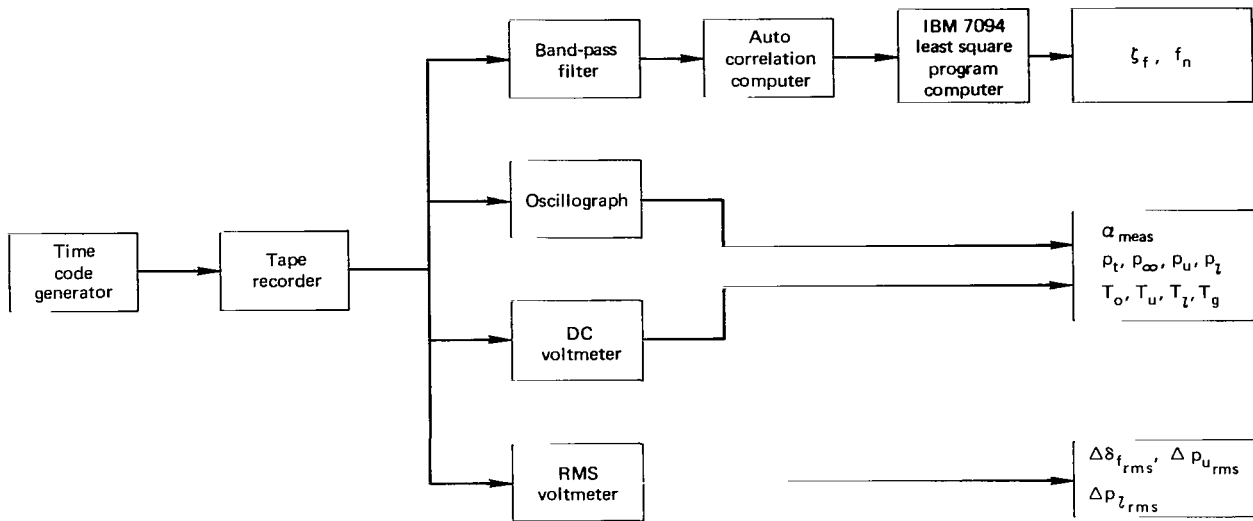 Band-pass
filter
Auto
correlation
computer
IBM 7094
least square
program
computer
ζf, fn
Oscillograph
Time
code
generator
Tape
recorder
αmeas
pt, p∞, pu, pl
To, Tu, Tl, Tg
DC
voltmeter
RMS
voltmeter
Δδfrms, Δpurms
Δplrms